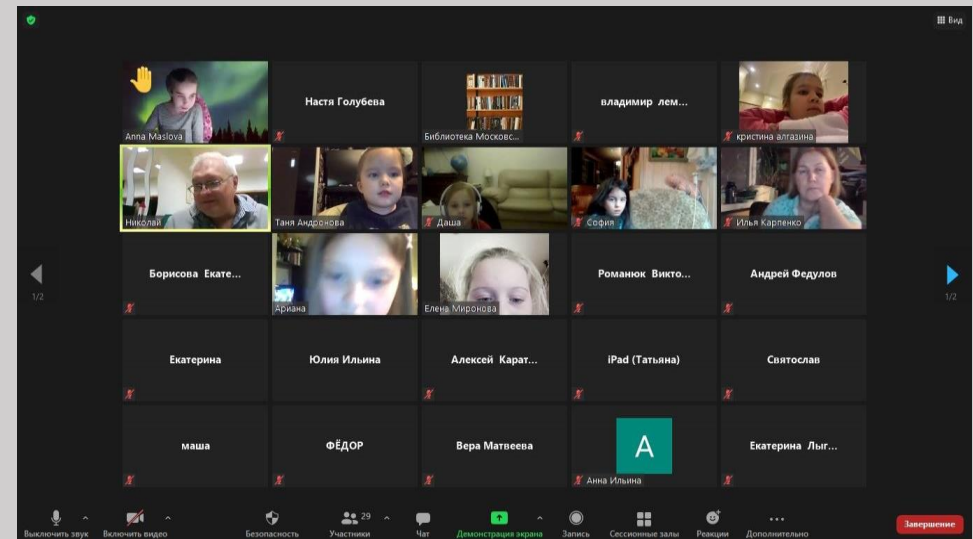 Вид
Anna Maslova
Настя Голубева
Библиотека Московс...
владимир лем...
кристина алгазина
Николай
Таня Андронова
Даша
София
Илья Карпенко
Борисова Екате...
Ариана
Елена Миронова
Романюк Викто...
Андрей Федулов
1/2
1/2
Екатерина
Юлия Ильина
Алексей Карат...
iPad (Татьяна)
Святослав
маша
ФЁДОР
Вера Матвеева
A
Анна Ильина
Екатерина Лыг...
Выключить звук
Включить видео
Безопасность
29
Участники
Чат
Демонстрация экрана
Запись
Сессионные залы
Реакции
Дополнительно
Завершение